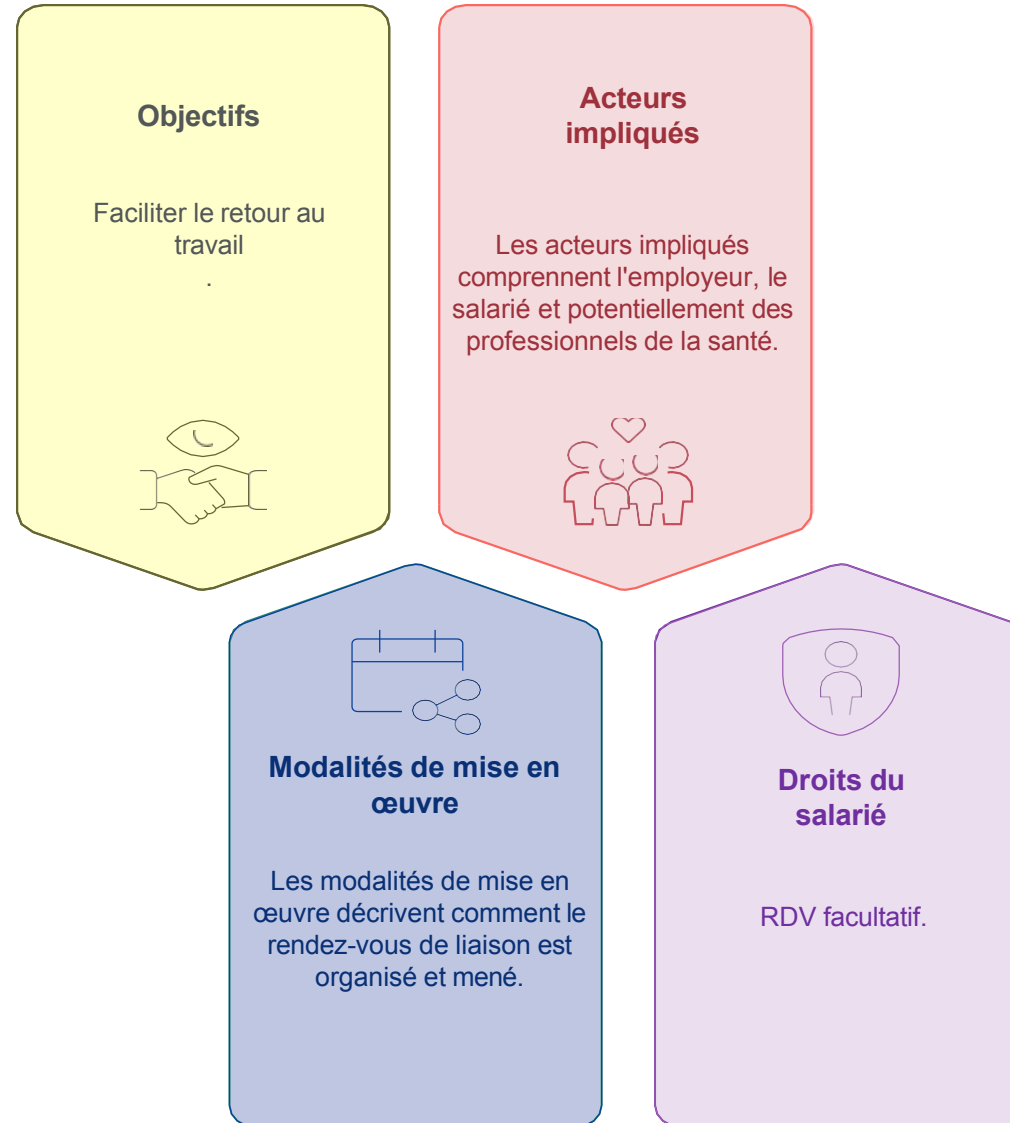 Objectifs
Faciliter le retour au
travail
.
Acteurs
impliqués
Les acteurs impliqués
comprennent l'employeur, le
salarié et potentiellement des
professionnels de la santé.
Modalités de mise en
œuvre
Les modalités de mise en
œuvre décrivent comment le
rendez-vous de liaison est
organisé et mené.
Droits du
salarié
RDV facultatif.